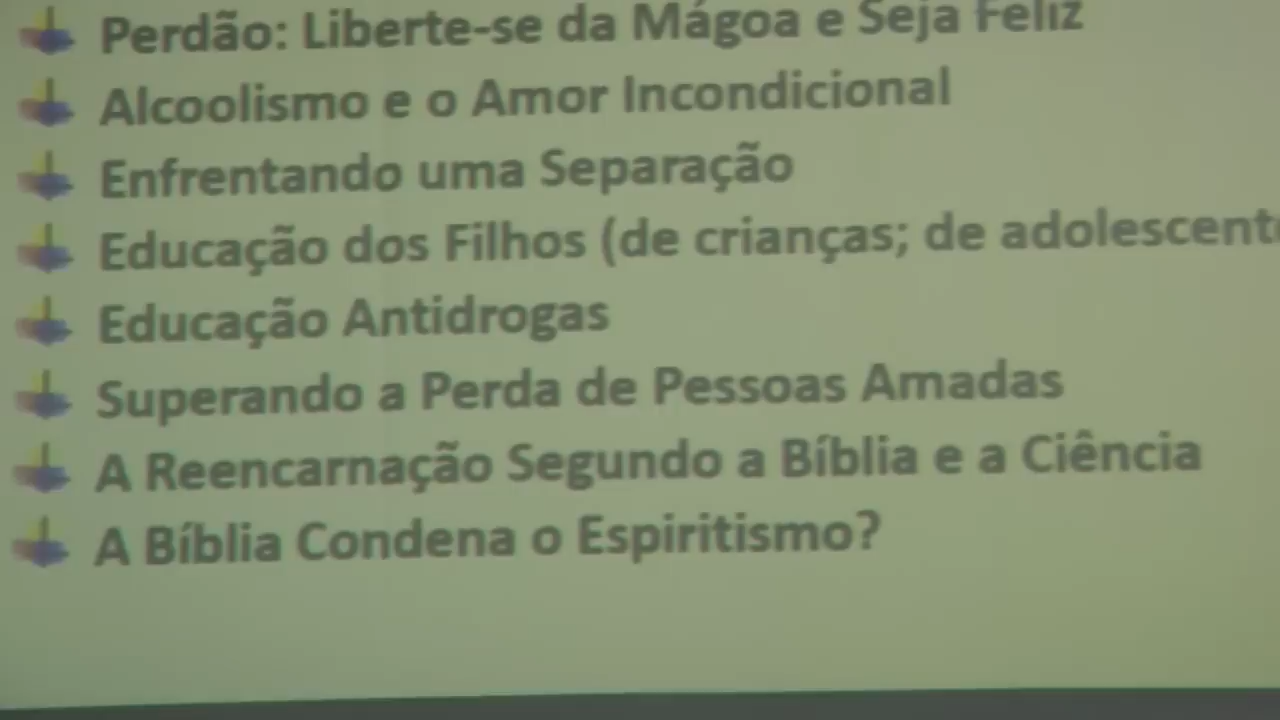 Perdão: Liberte-se da Mágoa e Seja Feliz
Alcoolismo e o Amor Incondicional
Enfrentando uma Separação
Educação dos Filhos (de crianças; de
Educação Antidrogas
Superando a Perda de Pessoas Amadas
A Reencarnação Segundo a Bíblia e a Ciência
A Bíblia Condena o Espiritismo?